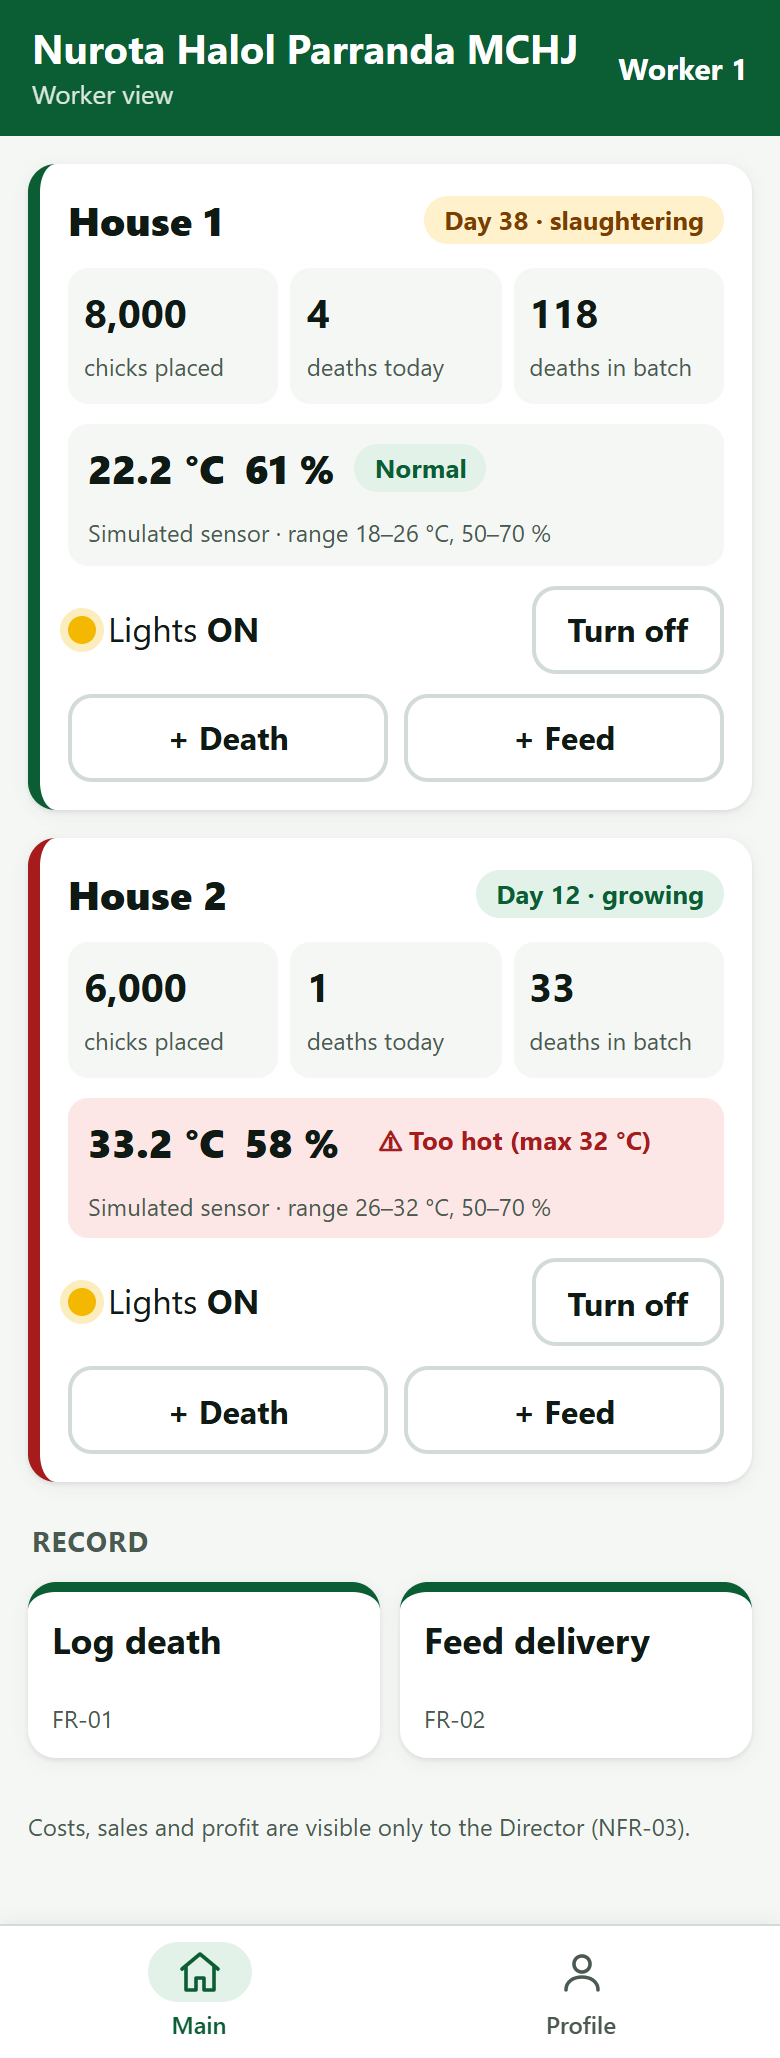 Nurota Halol Parranda MCHJ
Worker view
Worker 1
House 1
Day 38 · slaughtering
8,000
chicks placed
4
deaths today
118
deaths in batch
22.2 °C 61 %
Normal
Simulated sensor · range 18–26 °C, 50–70 %
Lights ON
Turn off
+ Death
+ Feed
House 2
Day 12 · growing
6,000
chicks placed
1
deaths today
33
deaths in batch
33.2 °C 58 %
⚠ Too hot (max 32 °C)
Simulated sensor · range 26–32 °C, 50–70 %
Lights ON
Turn off
+ Death
+ Feed
RECORD
Log death
FR-01
Feed delivery
FR-02
Costs, sales and profit are visible only to the Director (NFR-03).
Main
Profile